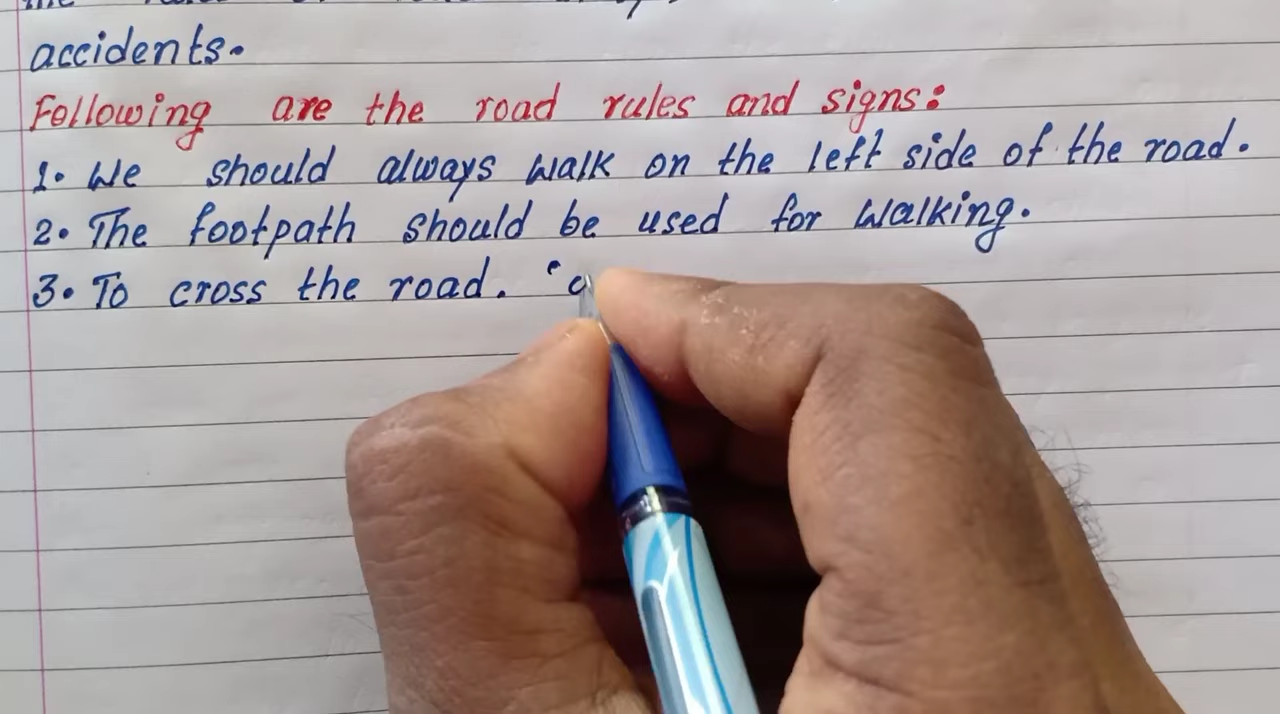 accidents.
Following are the road rules and signs:
1. We should always walk on the left side of the road.
2. The footpath should be used for walking.
3. To cross the road.